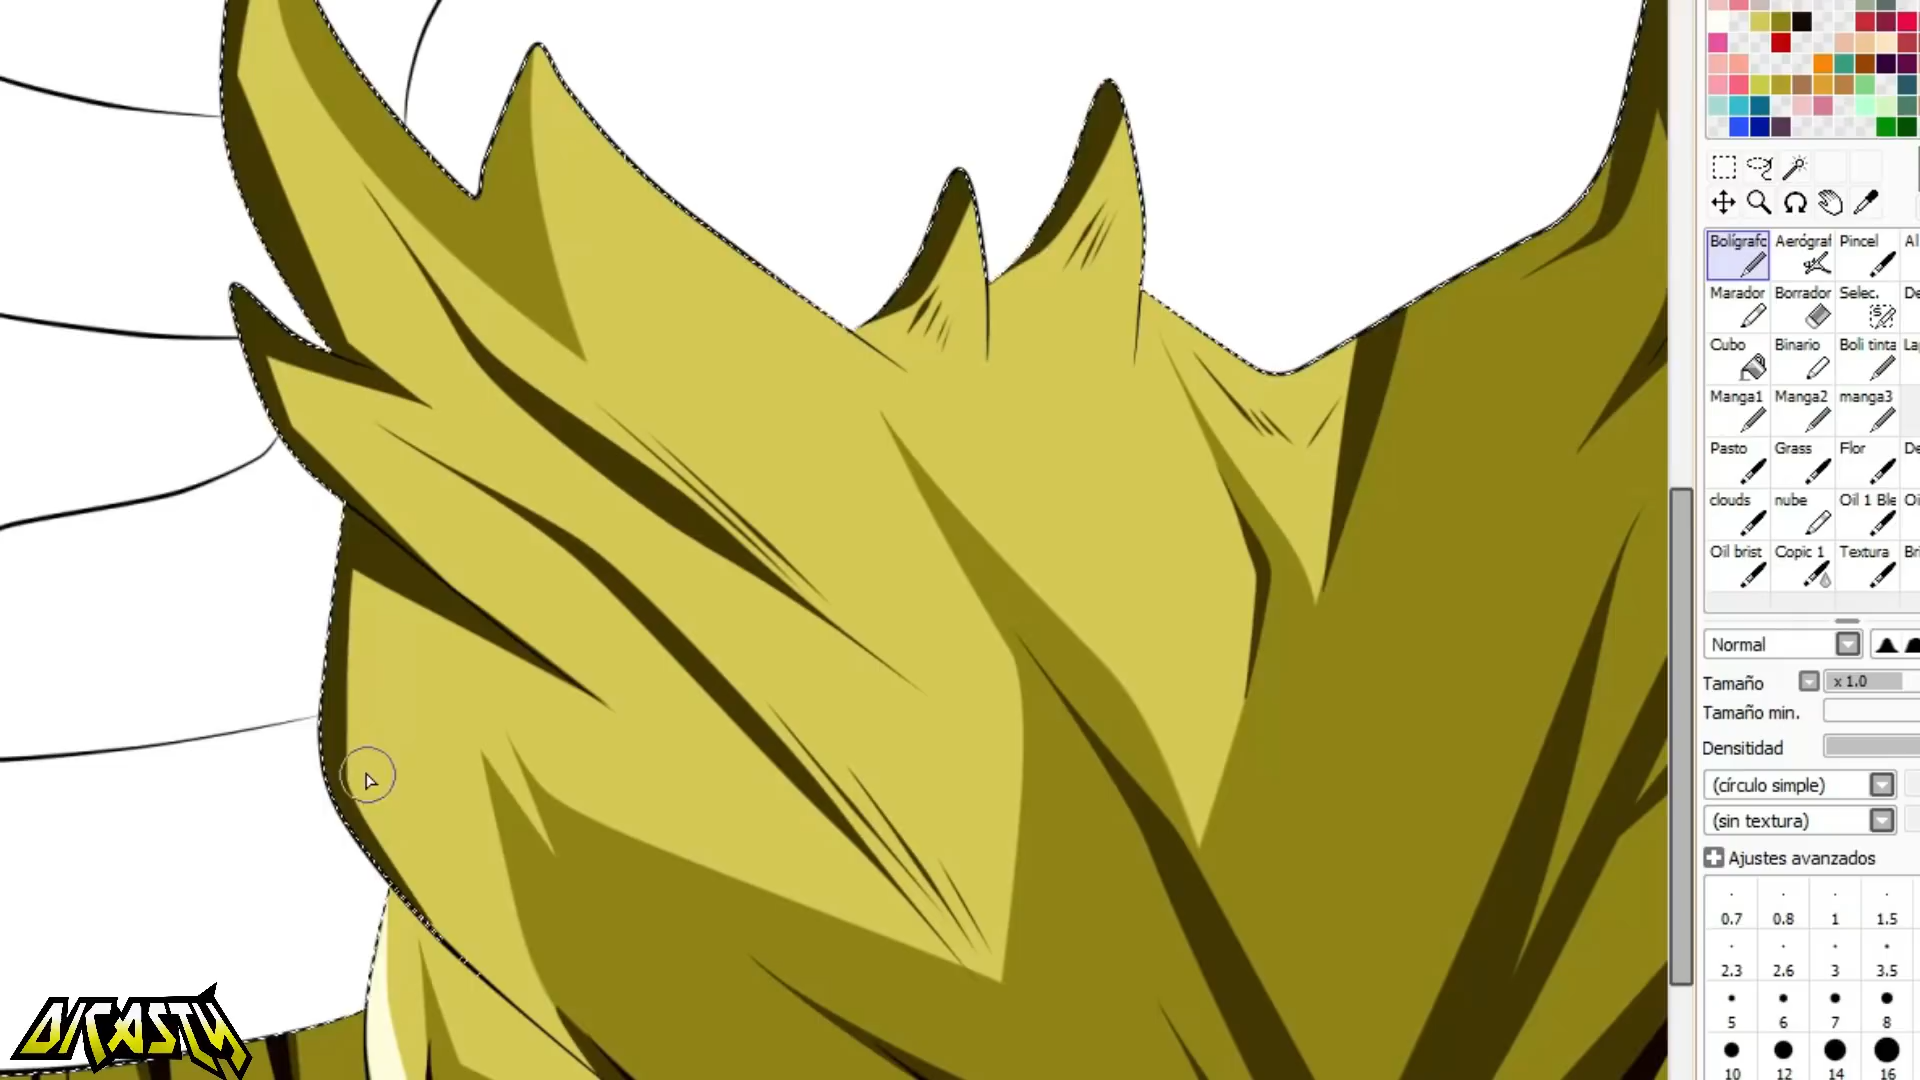 Bolígrafo Aerógraf Pincel Al
Marador Borrador Selec. De
Cubo Binario Boli tinta La
Manga1 Manga2 manga3
Pasto Grass Flor De
clouds nube Oil 1 Ble Oi
Oil brist Copic 1 Textura Br
Normal
Tamaño x 1.0
Tamaño min.
Densitidad
(círculo simple)
(sin textura)
Ajustes avanzados
0.7 0.8 1 1.5
2.3 2.6 3 3.5
5 6 7 8
10 12 14 16
DICASTY